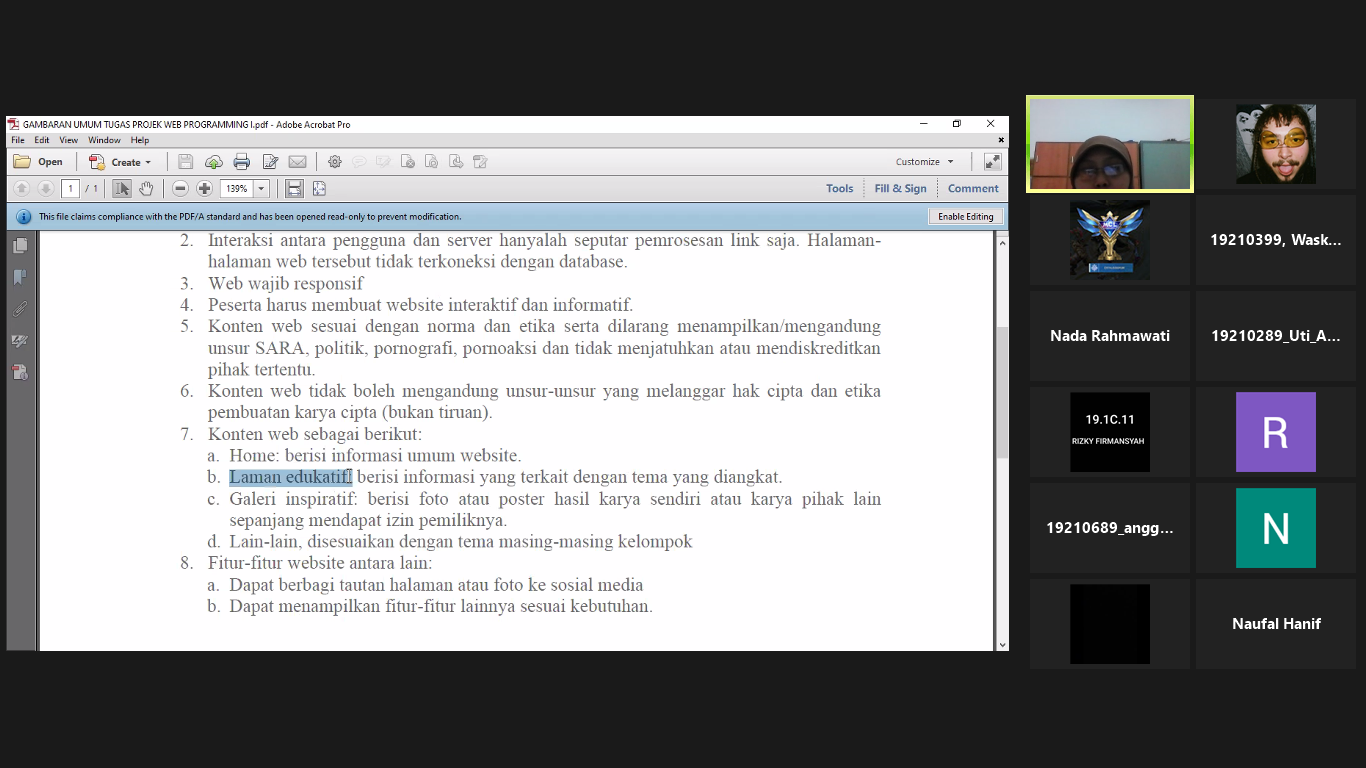 GAMBARAN UMUM TUGAS PROJEK WEB PROGRAMMING I.pdf - Adobe Acrobat Pro
File Edit View Window Help
Open Create Customize
1 / 1 139% Tools Fill & Sign Comment
This file claims compliance with the PDF/A standard and has been opened read-only to prevent modification. Enable Editing
2. Interaksi antara pengguna dan server hanyalah seputar pemrosesan link saja. Halaman-
halaman web tersebut tidak terkoneksi dengan database.
3. Web wajib responsif
4. Peserta harus membuat website interaktif dan informatif.
5. Konten web sesuai dengan norma dan etika serta dilarang menampilkan/mengandung
unsur SARA, politik, pornografi, pornoaksi dan tidak menjatuhkan atau mendiskreditkan
pihak tertentu.
6. Konten web tidak boleh mengandung unsur-unsur yang melanggar hak cipta dan etika
pembuatan karya cipta (bukan tiruan).
7. Konten web sebagai berikut:
a. Home: berisi informasi umum website.
b. Laman edukatif: berisi informasi yang terkait dengan tema yang diangkat.
c. Galeri inspiratif: berisi foto atau poster hasil karya sendiri atau karya pihak lain
sepanjang mendapat izin pemiliknya.
d. Lain-lain, disesuaikan dengan tema masing-masing kelompok
8. Fitur-fitur website antara lain:
a. Dapat berbagi tautan halaman atau foto ke sosial media
b. Dapat menampilkan fitur-fitur lainnya sesuai kebutuhan.
19210399, Wask...
Nada Rahmawati
19210289_Uti_A...
19.1C.11
RIZKY FIRMANSYAH
R
19210689_angg...
N
Naufal Hanif